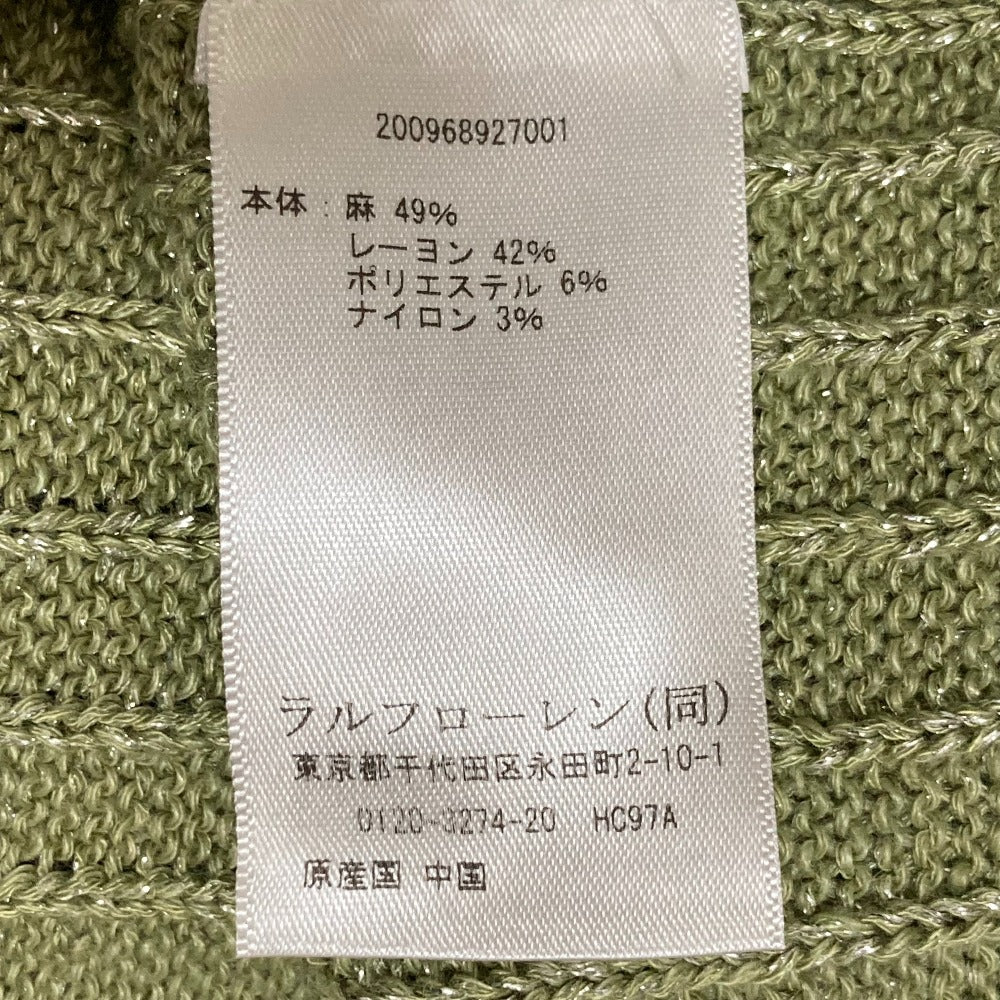 200968927001
本体：麻 49%
レーヨン 42%
ポリエステル 6%
ナイロン 3%
ラルフローレン(同)
東京都千代田区永田町2-10-1
0120-3274-20 HC97A
原産国 中国